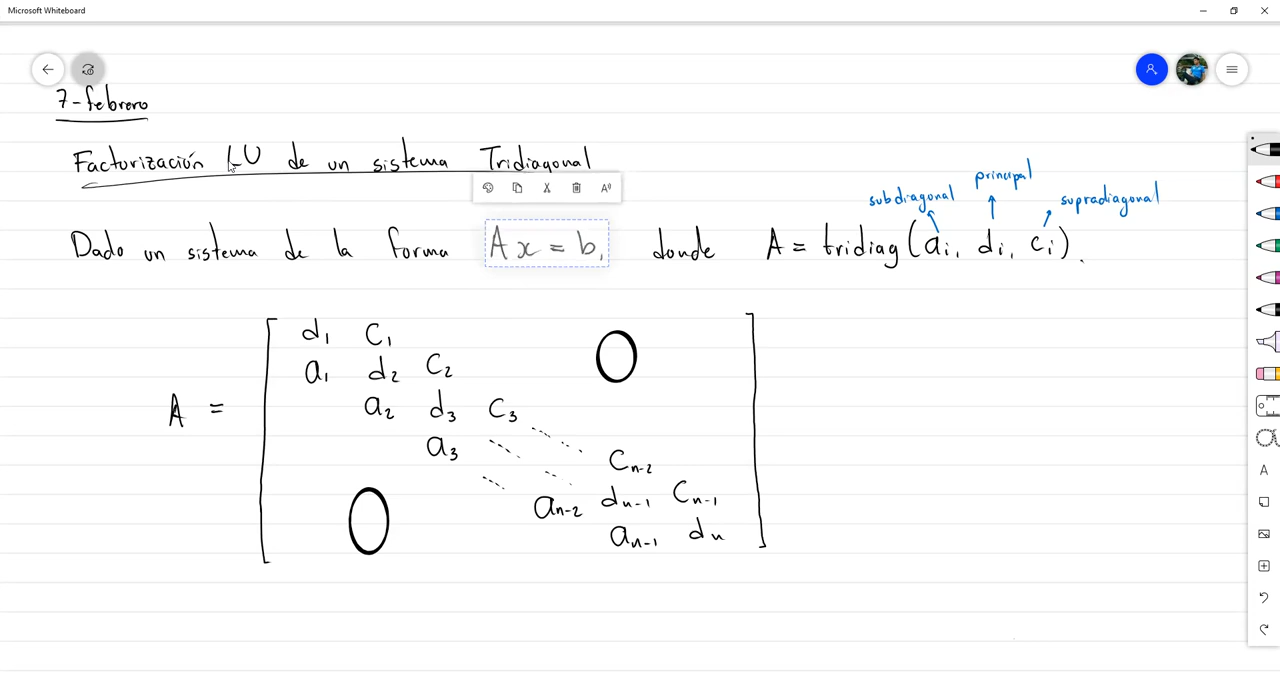 Microsoft Whiteboard
7-febrero
Factorización LU de un sistema Tridiagonal
subdiagonal principal supradiagonal
Dado un sistema de la forma Ax = b, donde A = tridiag(ai, di, ci).
d1 C1 0
a1 d2 C2
A = a2 d3 C3
a3 Cn-2
0 an-2 dn-1 Cn-1
an-1 dn